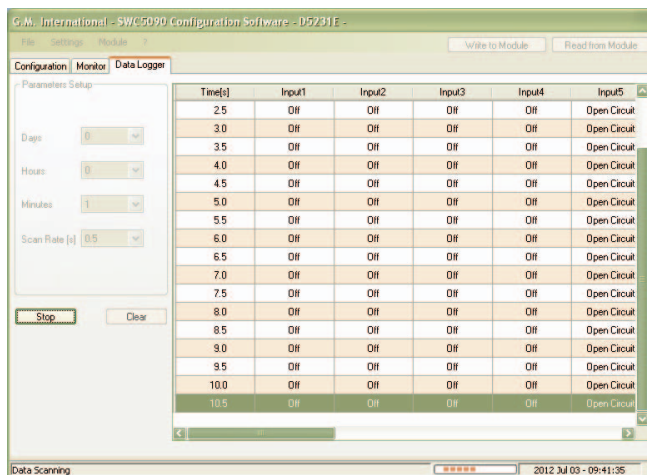 G.M. International - SWC5090 Configuration Software - D5231E -
File Settings Module ?
Write to Module Read from Module
Configuration Monitor Data Logger
Parameters Setup
Days 0
Hours 0
Minutes 1
Scan Rate [s] 0.5
Stop Clear
Time[s] Input1 Input2 Input3 Input4 Input5
2.5 Off Off Off Off Open Circuit
3.0 Off Off Off Off Open Circuit
3.5 Off Off Off Off Open Circuit
4.0 Off Off Off Off Open Circuit
4.5 Off Off Off Off Open Circuit
5.0 Off Off Off Off Open Circuit
5.5 Off Off Off Off Open Circuit
6.0 Off Off Off Off Open Circuit
6.5 Off Off Off Off Open Circuit
7.0 Off Off Off Off Open Circuit
7.5 Off Off Off Off Open Circuit
8.0 Off Off Off Off Open Circuit
8.5 Off Off Off Off Open Circuit
9.0 Off Off Off Off Open Circuit
9.5 Off Off Off Off Open Circuit
10.0 Off Off Off Off Open Circuit
10.5 Off Off Off Off Open Circuit
Data Scanning 2012 Jul 03 - 09:41:35